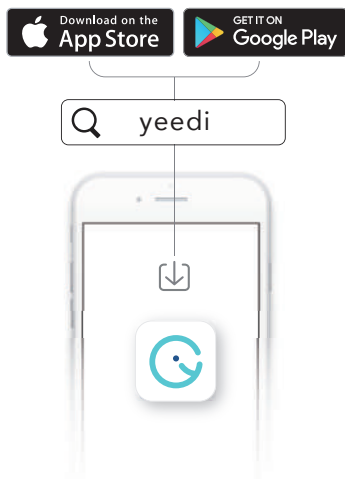 Download on the
App Store
GET IT ON
Google Play
yeedi